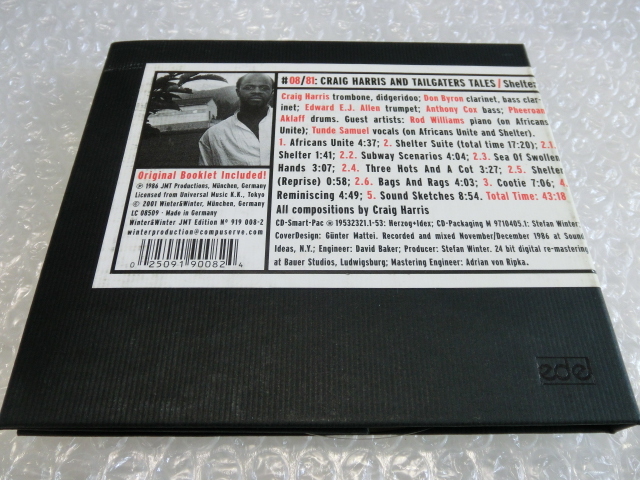 #08/81: CRAIG HARRIS AND TAILGATERS TALES / Shelter
Craig Harris trombone, didgeridoo; Don Byron clarinet, bass clar-
inet; Edward E.J. Allen trumpet; Anthony Cox bass; Pheeroan
Aklaff drums. Guest artists: Rod Williams piano (on Africans
Unite); Tunde Samuel vocals (on Africans Unite and Shelter).
1. Africans Unite 4:37; 2. Shelter Suite (total time 17:20); 2.1.
Shelter 1:41; 2.2. Subway Scenarios 4:04; 2.3. Sea Of Swollen
Hands 3:07; 2.4. Three Hots And A Cot 3:27; 2.5. Shelter
(Reprise) 0:58; 2.6. Bags And Rags 4:03; 3. Cootie 7:06; 4.
Reminiscing 4:49; 5. Sound Sketches 8:54. Total Time: 43:18
All compositions by Craig Harris
CD-Smart-Pac ® 19532321.1-53: Herzog+Idex; CD-Packaging M 9710405.1: Stefan Winter
CoverDesign: Günter Mattei. Recorded and mixed November/December 1986 at Sound
Ideas, N.Y.; Engineer: David Baker; Producer: Stefan Winter. 24 bit digital re-mastering
at Bauer Studios, Ludwigsburg; Mastering Engineer: Adrian von Ripka.
Original Booklet Included!
℗ 1986 JMT Productions, München, Germany
Licensed from Universal Music K.K., Tokyo
© 2001 Winter&Winter, München, Germany
LC 08509 · Made in Germany
Winter&Winter JMT Edition Nº 919 008-2
winterproduction@compuserve.com
0 25091 90082 4
edel